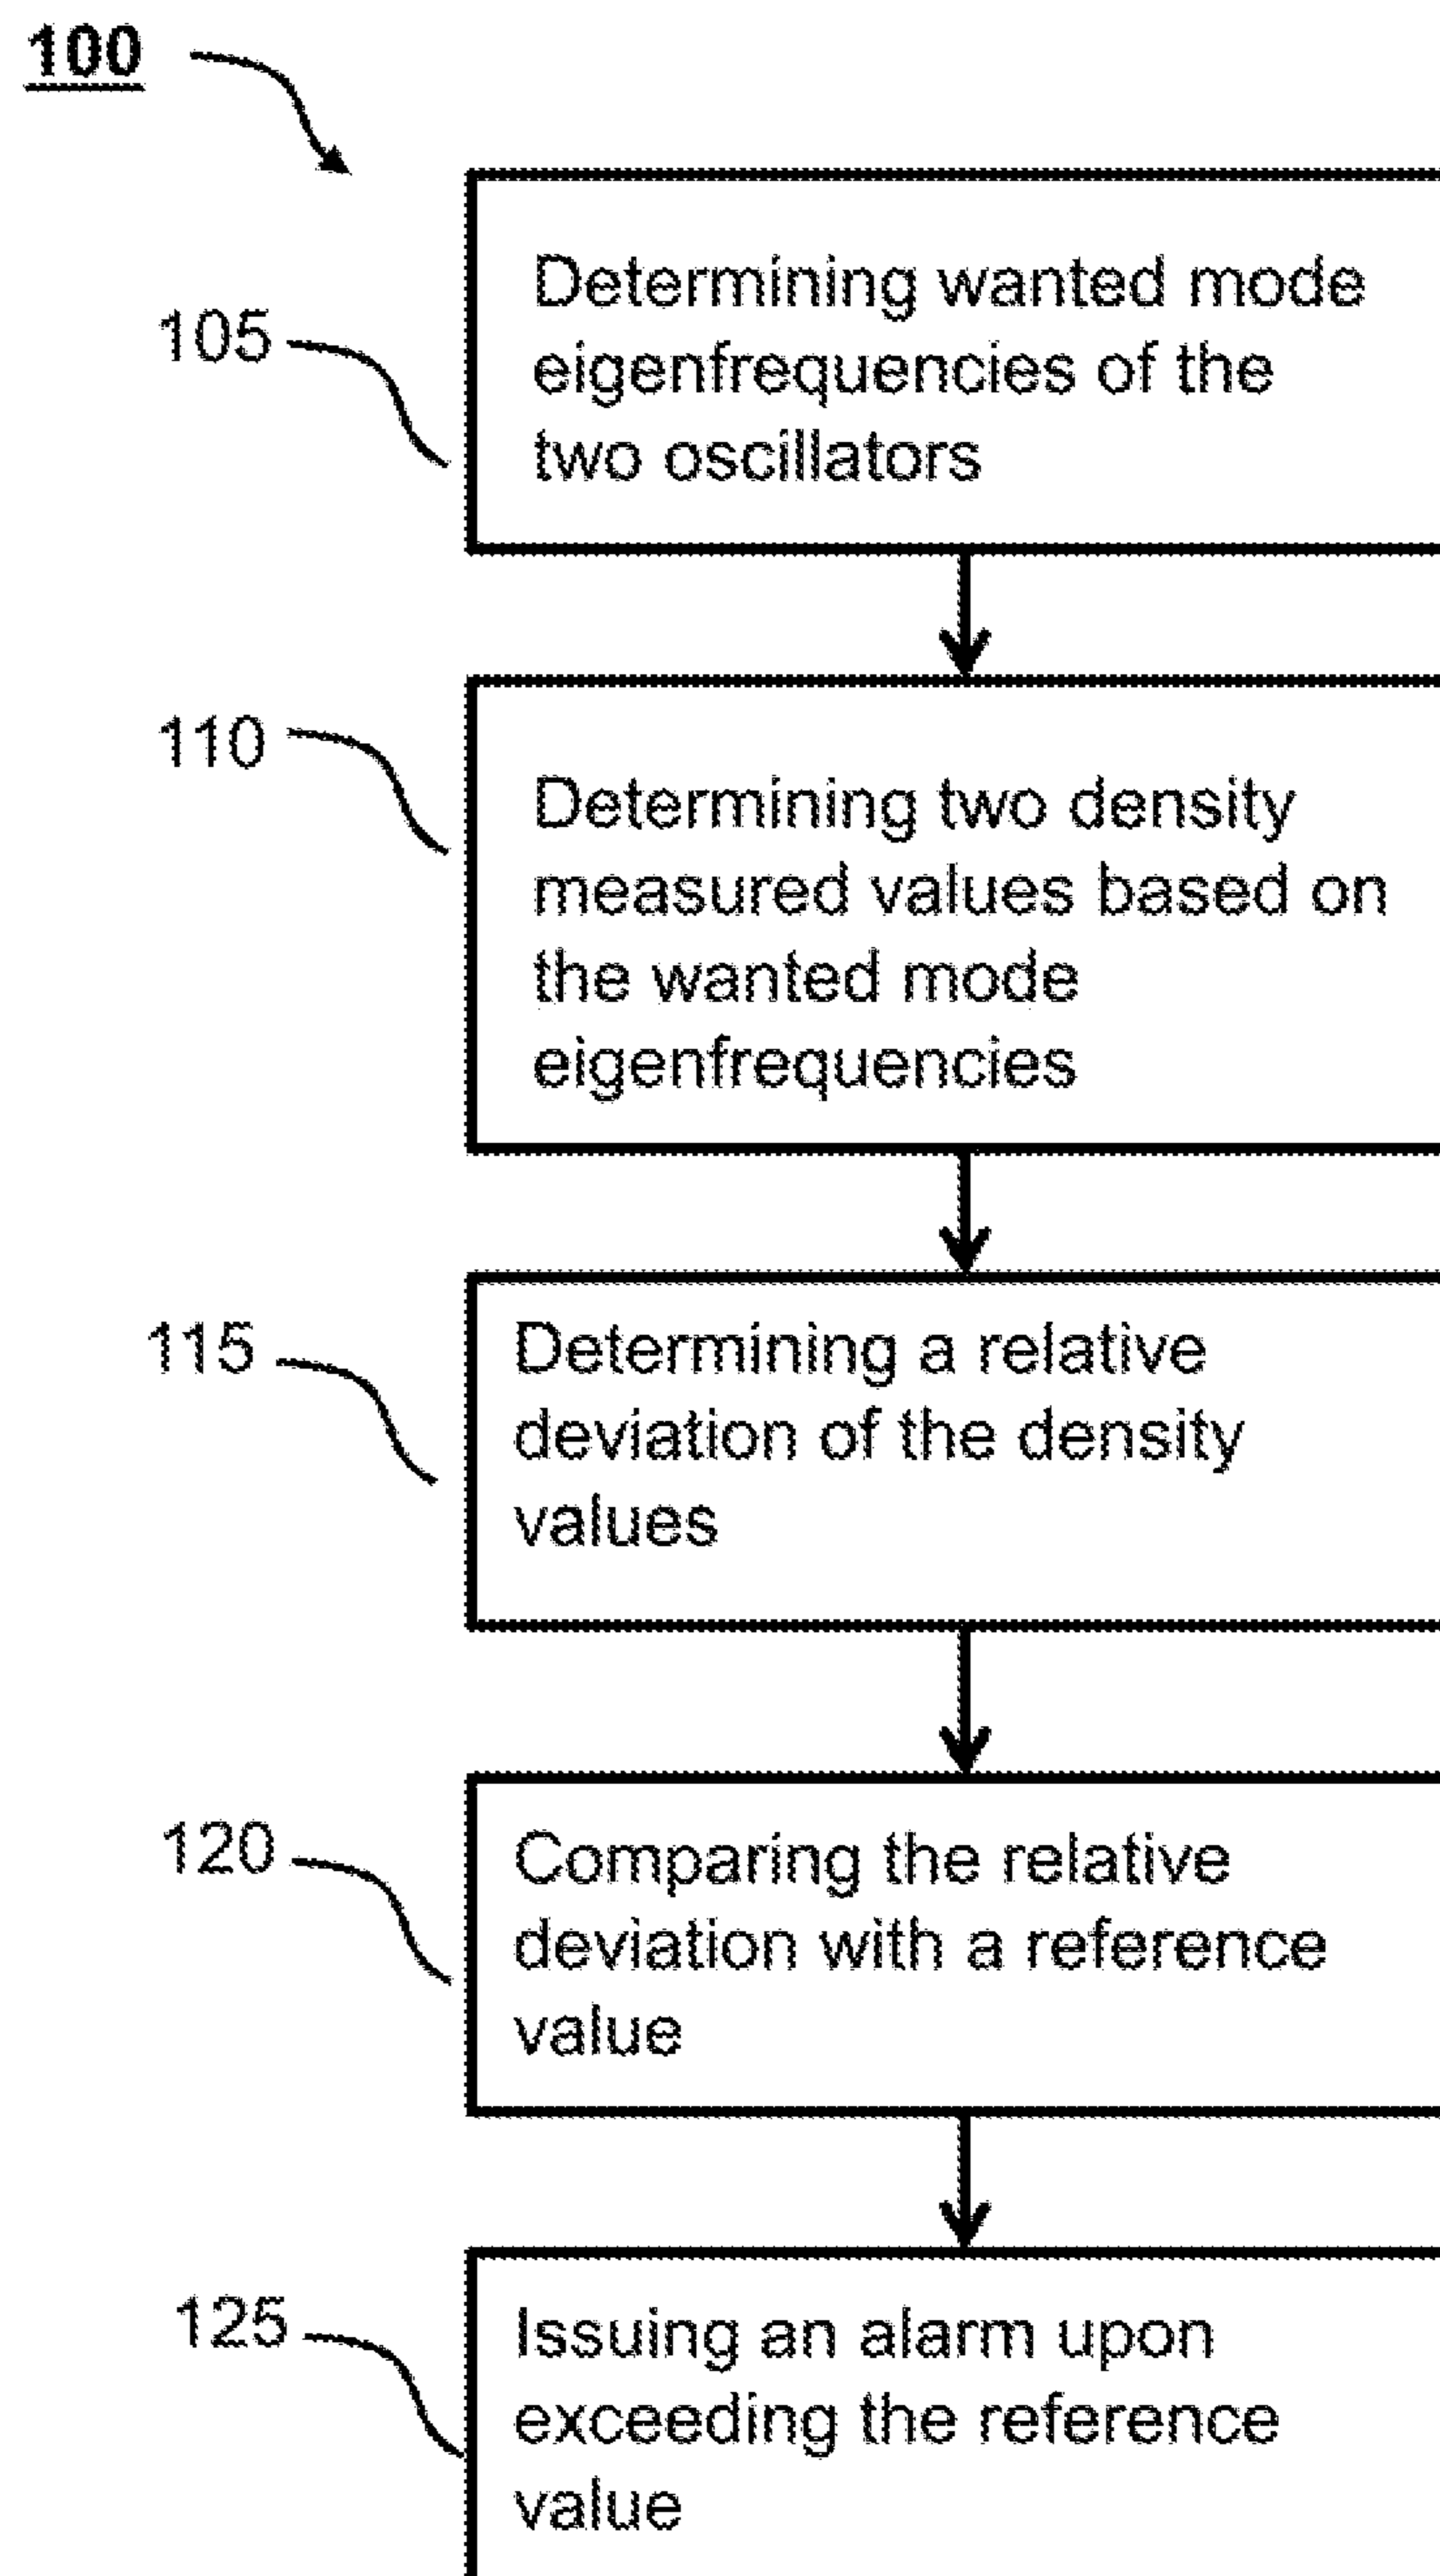 100
105
Determining wanted mode
eigenfrequencies of the
two oscillators
110
Determining two density
measured values based on
the wanted mode
eigenfrequencies
115
Determining a relative
deviation of the density
values
120
Comparing the relative
deviation with a reference
value
125
Issuing an alarm upon
exceeding the reference
value